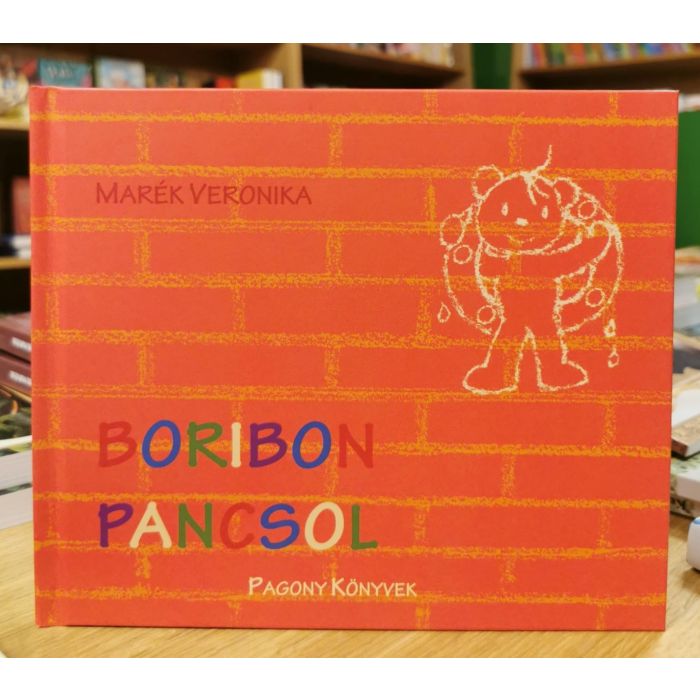 MARÉK VERONIKA
BORIBON
PANCSOL
PAGONY KÖNYVEK